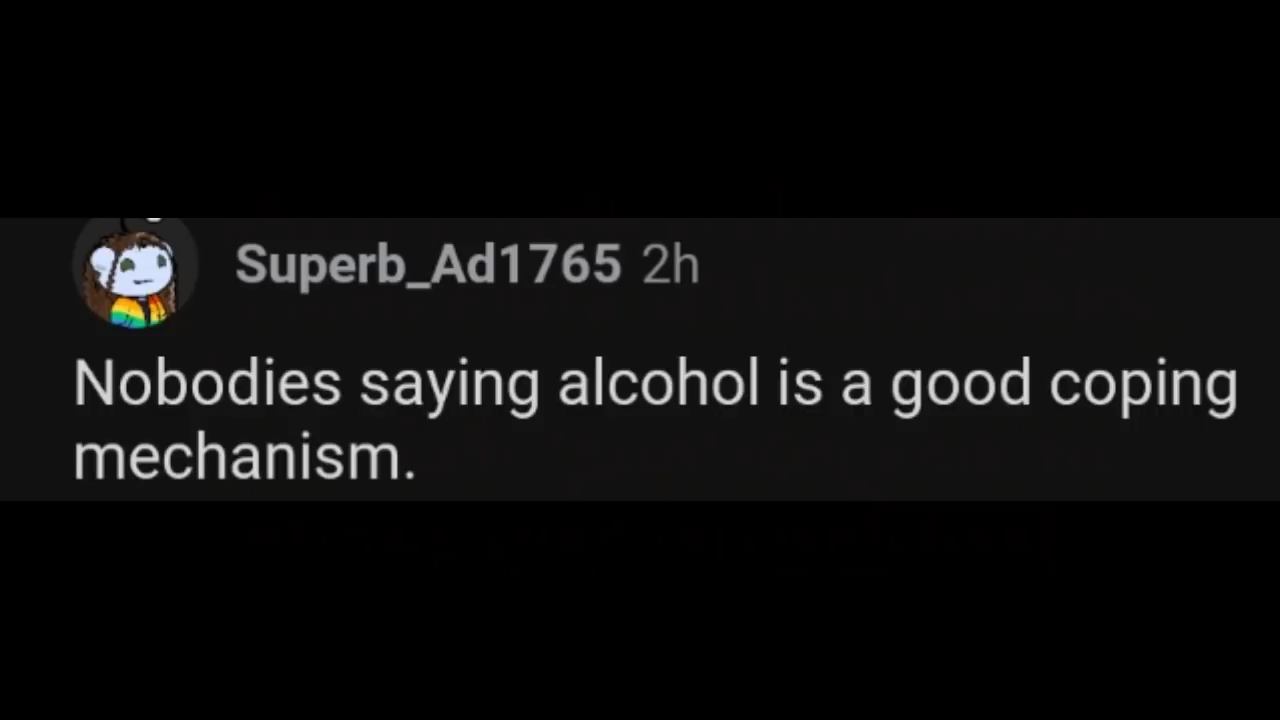 Superb_Ad1765 2h
Nobodies saying alcohol is a good coping
mechanism.